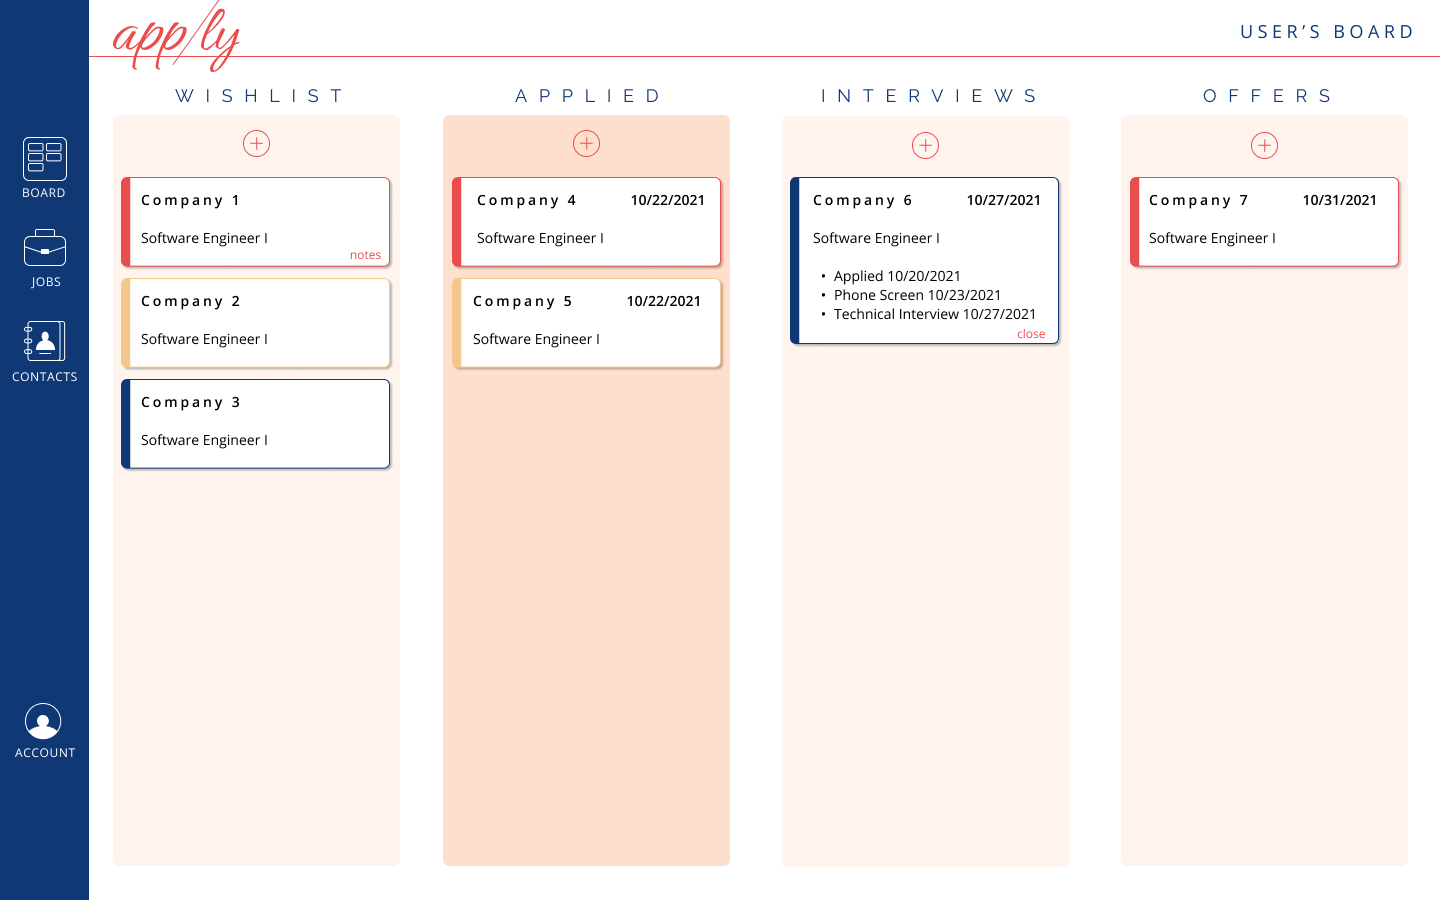 app/ly
USER'S BOARD
BOARD
JOBS
CONTACTS
ACCOUNT
WISHLIST
Company 1
Software Engineer I
notes
Company 2
Software Engineer I
Company 3
Software Engineer I
APPLIED
Company 4 10/22/2021
Software Engineer I
Company 5 10/22/2021
Software Engineer I
INTERVIEWS
Company 6 10/27/2021
Software Engineer I
• Applied 10/20/2021
• Phone Screen 10/23/2021
• Technical Interview 10/27/2021
close
OFFERS
Company 7 10/31/2021
Software Engineer I